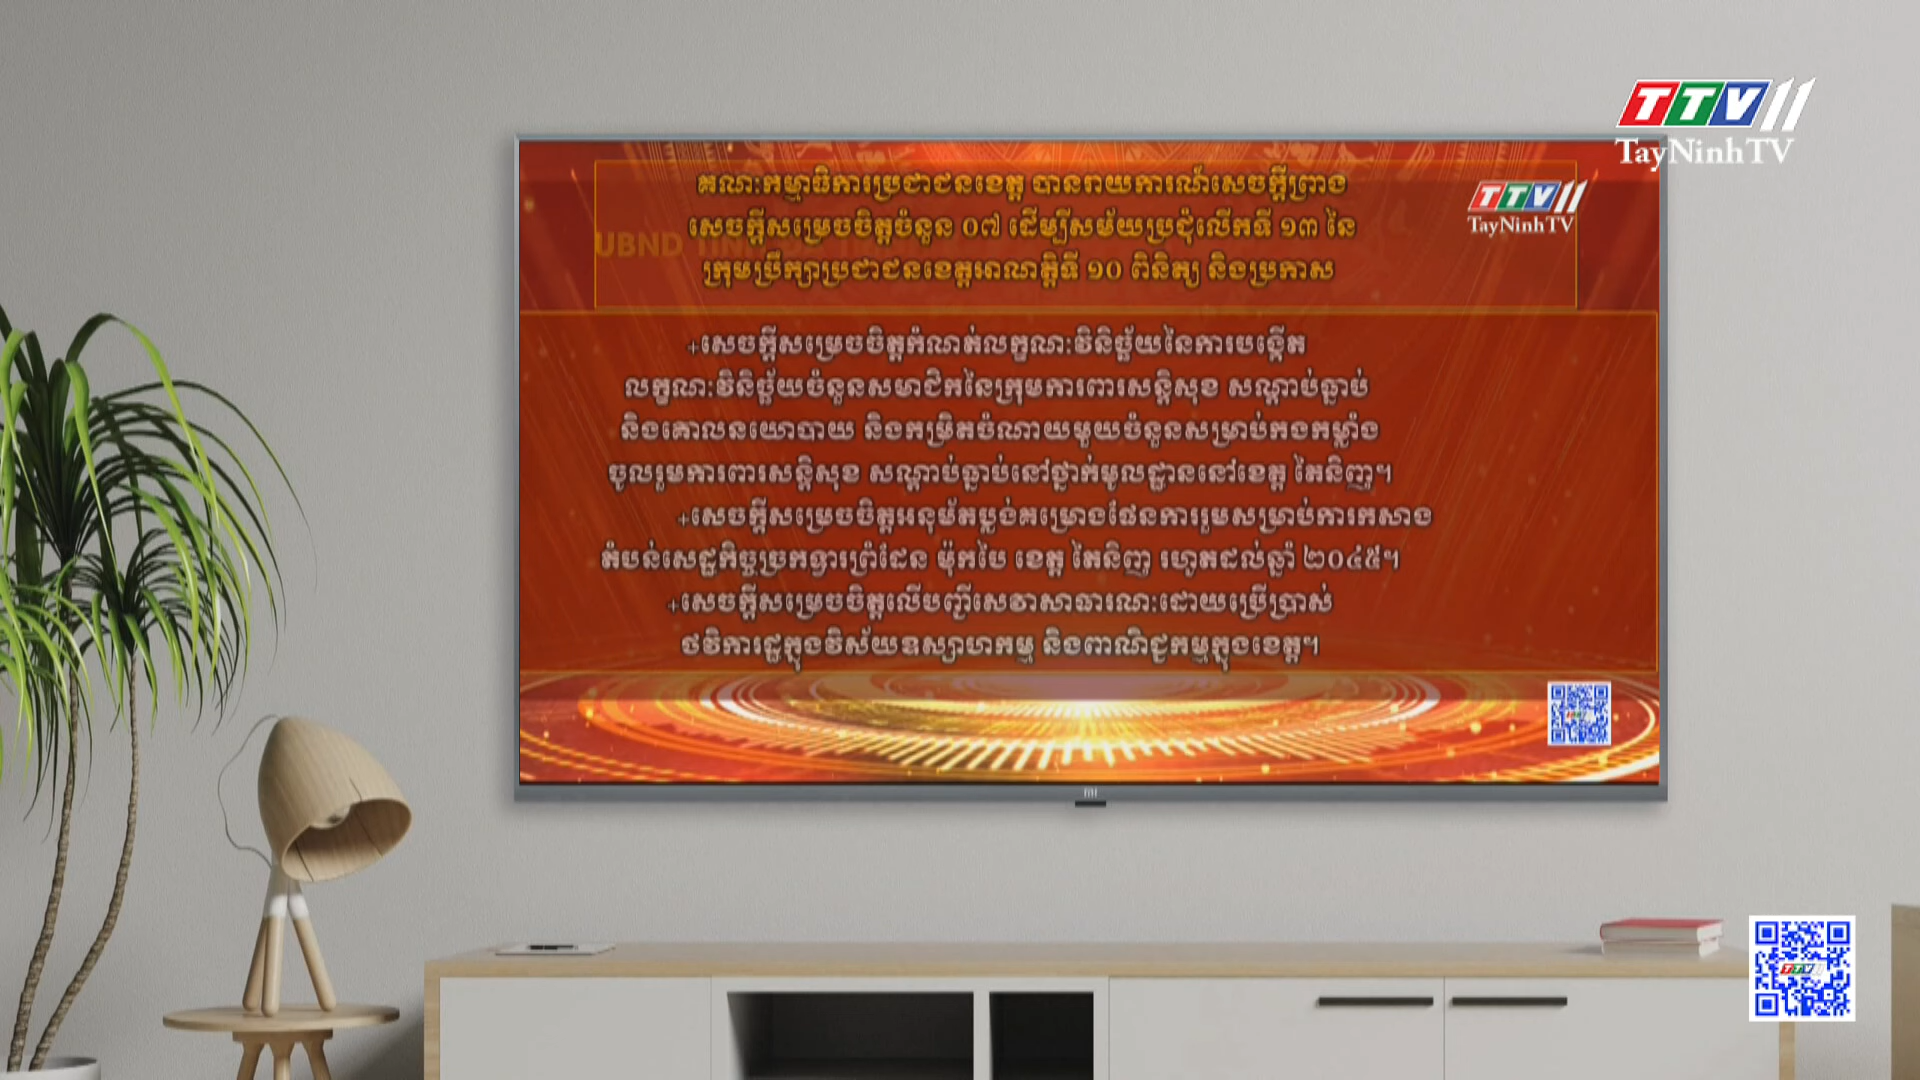 TTV11
TayNinhTV
គណៈកម្មាធិការប្រជាជនខេត្ត បានរាយការណ៍សេចក្តីព្រាង
TTV11
TayNinhTV
សេចក្តីសម្រេចចិត្តចំនួន ០៧ ដើម្បីសម័យប្រជុំលើកទី ១៣ នៃ
UBND
ក្រុមប្រឹក្សាប្រជាជនខេត្តអាណត្តិទី ១០ ពិនិត្យ និងប្រកាស
+សេចក្តីសម្រេចចិត្តកំណត់លក្ខណៈវិនិច្ឆ័យនៃការបង្កើត
លក្ខណៈវិនិច្ឆ័យចំនួនសមាជិកនៃក្រុមការពារសន្តិសុខ សណ្តាប់ធ្នាប់
និងគោលនយោបាយ និងកម្រិតចំណាយមួយចំនួនសម្រាប់កងកម្លាំង
ចូលរួមការពារសន្តិសុខ សណ្តាប់ធ្នាប់នៅថ្នាក់មូលដ្ឋាននៅខេត្ត តៃនិញ។
+សេចក្តីសម្រេចចិត្តអនុម័តប្លង់គម្រោងផែនការរួមសម្រាប់ការកសាង
តំបន់សេដ្ឋកិច្ចច្រកទ្វារព្រំដែន ម៉ុកបៃ ខេត្ត តៃនិញ រហូតដល់ឆ្នាំ ២០៤៥។
+សេចក្តីសម្រេចចិត្តលើបញ្ជីសេវាសាធារណៈដោយប្រើប្រាស់
ថវិការដ្ឋក្នុងវិស័យឧស្សាហកម្ម និងពាណិជ្ជកម្មក្នុងខេត្ត។
mi
TTV11
TTV11